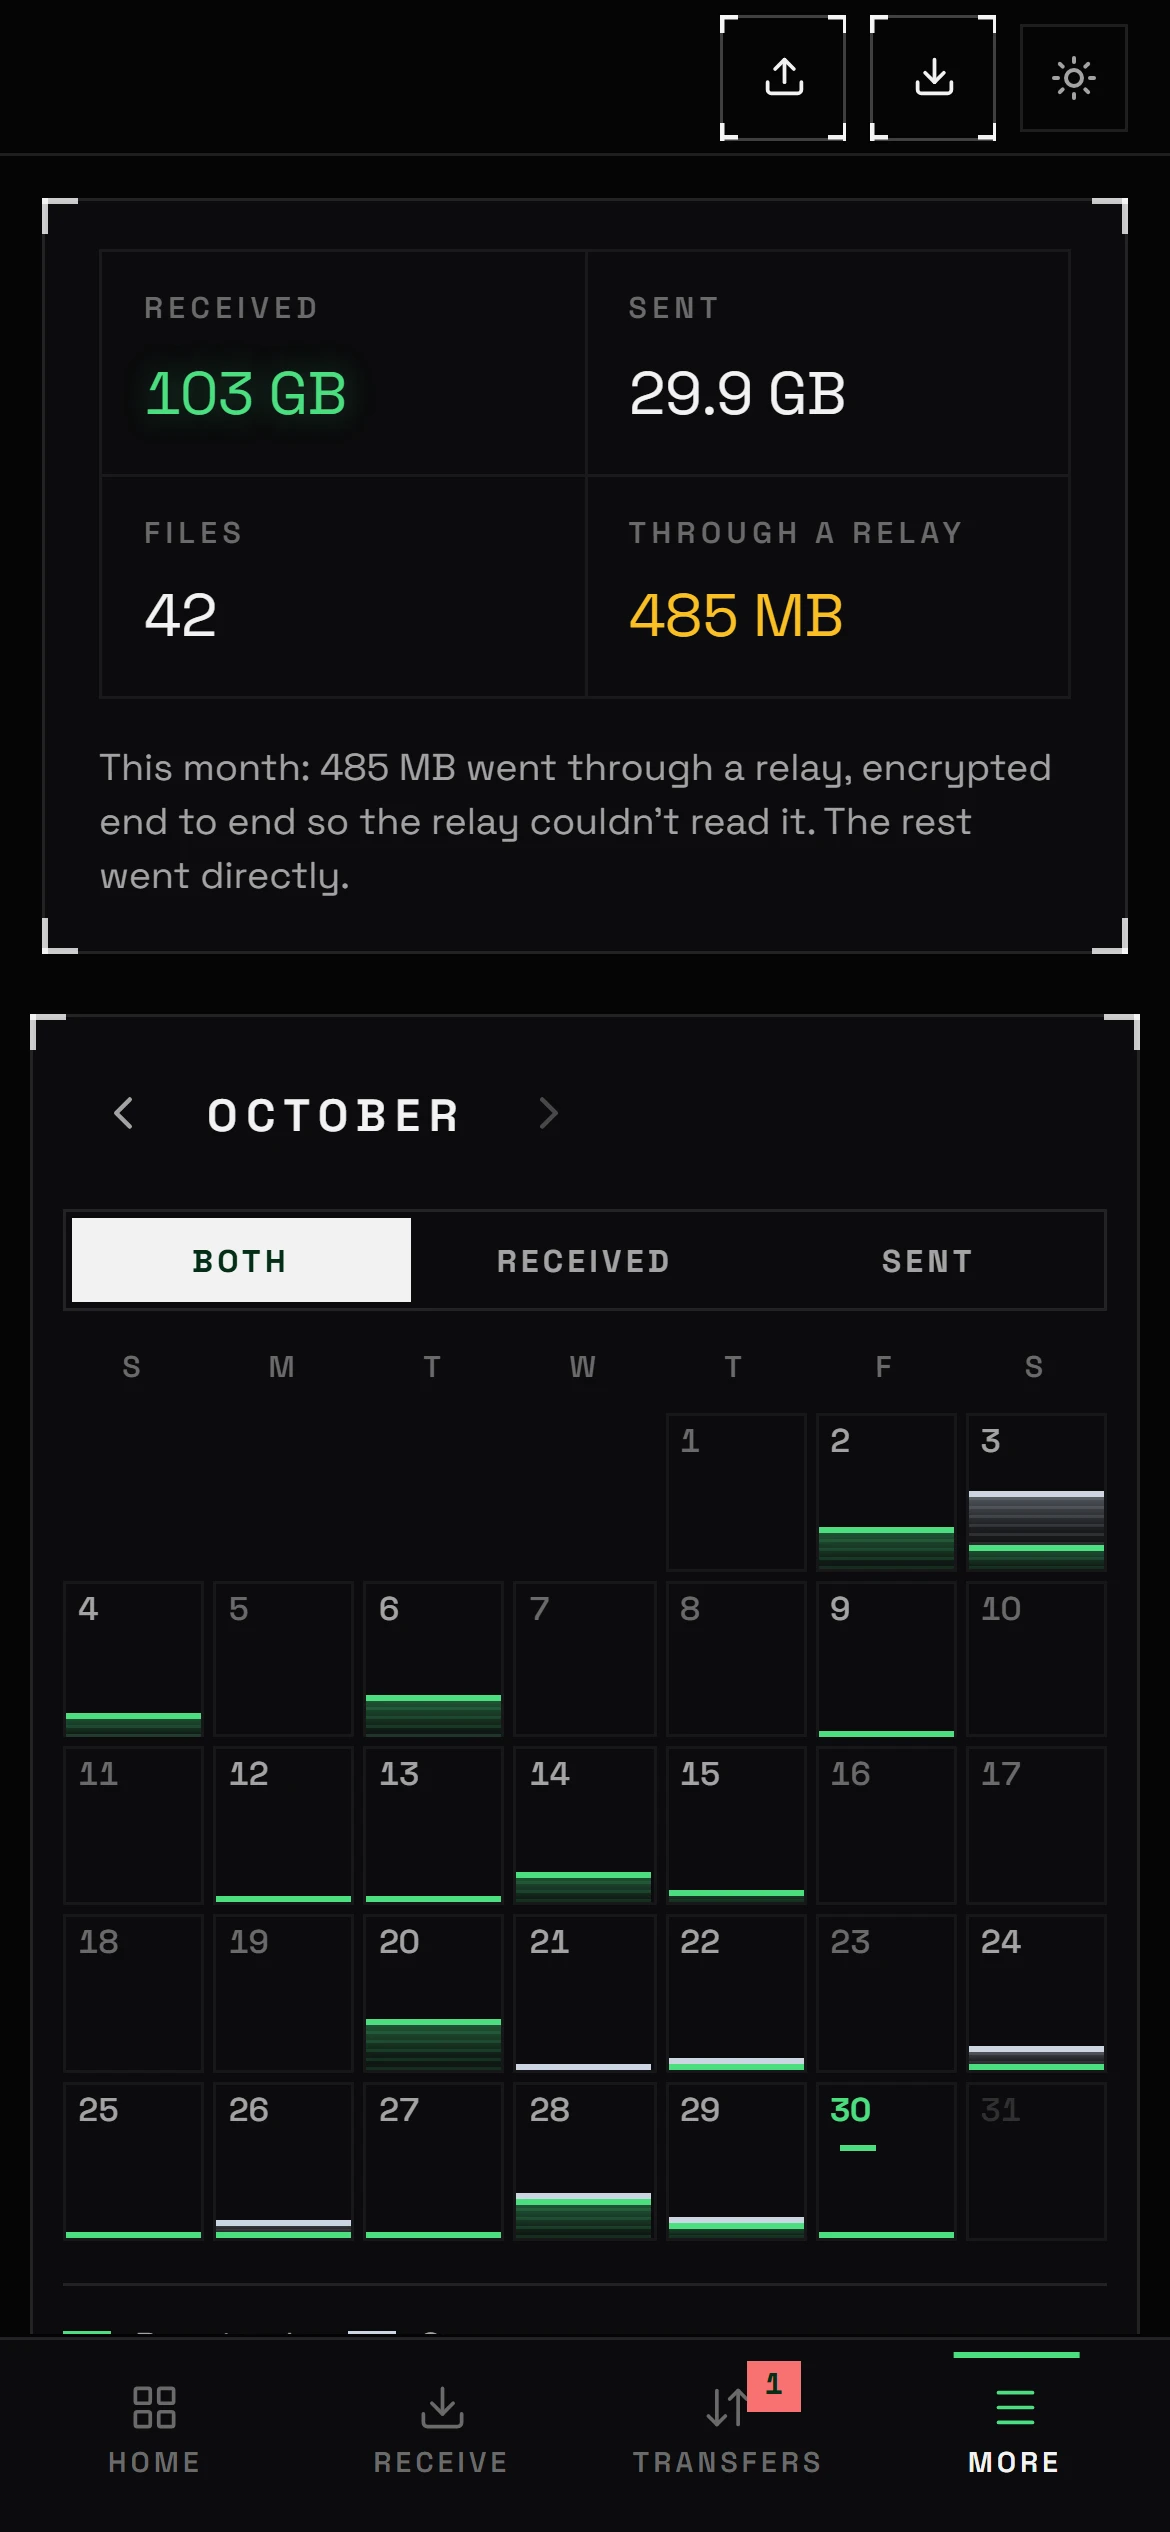 RECEIVED SENT
103 GB 29.9 GB
FILES THROUGH A RELAY
42 485 MB
This month: 485 MB went through a relay, encrypted
end to end so the relay couldn't read it. The rest
went directly.
OCTOBER
BOTH RECEIVED SENT
S M T W T F S
1 2 3
4 5 6 7 8 9 10
11 12 13 14 15 16 17
18 19 20 21 22 23 24
25 26 27 28 29 30 31
1
HOME RECEIVE TRANSFERS MORE